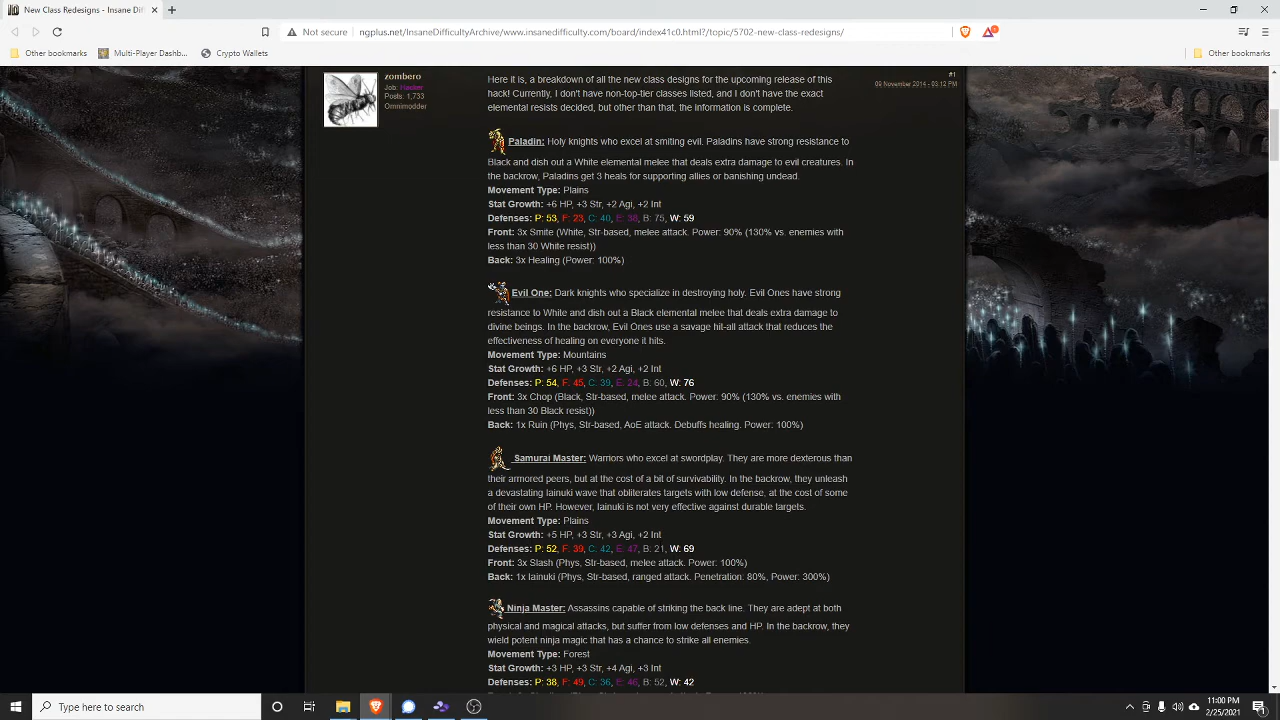 New Class Redesigns - Insane Dif
Not secure ngplus.net/InsaneDifficultyArchive/www.insanedifficulty.com/board/index41c0.html?/topic/5702-new-class-redesigns/
Other bookmarks Multi-Player Dashb... Crypto Wallets Other bookmarks
zombero
Job: Hacker
Posts: 1,733
Omnimodder
#1
09 November 2014 - 03:12 PM
Here it is, a breakdown of all the new class designs for the upcoming release of this
hack! Currently, I don't have non-top-tier classes listed, and I don't have the exact
elemental resists decided, but other than that, the information is complete.
Paladin: Holy knights who excel at smiting evil. Paladins have strong resistance to
Black and dish out a White elemental melee that deals extra damage to evil creatures. In
the backrow, Paladins get 3 heals for supporting allies or banishing undead.
Movement Type: Plains
Stat Growth: +6 HP, +3 Str, +2 Agi, +2 Int
Defenses: P: 53, F: 23, C: 40, E: 38, B: 75, W: 59
Front: 3x Smite (White, Str-based, melee attack. Power: 90% (130% vs. enemies with
less than 30 White resist))
Back: 3x Healing (Power: 100%)
Evil One: Dark knights who specialize in destroying holy. Evil Ones have strong
resistance to White and dish out a Black elemental melee that deals extra damage to
divine beings. In the backrow, Evil Ones use a savage hit-all attack that reduces the
effectiveness of healing on everyone it hits.
Movement Type: Mountains
Stat Growth: +6 HP, +3 Str, +2 Agi, +2 Int
Defenses: P: 54, F: 45, C: 39, E: 24, B: 60, W: 76
Front: 3x Chop (Black, Str-based, melee attack. Power: 90% (130% vs. enemies with
less than 30 Black resist))
Back: 1x Ruin (Phys, Str-based, AoE attack. Debuffs healing. Power: 100%)
Samurai Master: Warriors who excel at swordplay. They are more dexterous than
their armored peers, but at the cost of a bit of survivability. In the backrow, they unleash
a devastating Iainuki wave that obliterates targets with low defense, at the cost of some
of their own HP. However, Iainuki is not very effective against durable targets.
Movement Type: Plains
Stat Growth: +5 HP, +3 Str, +3 Agi, +2 Int
Defenses: P: 52, F: 39, C: 42, E: 47, B: 21, W: 69
Front: 3x Slash (Phys, Str-based, melee attack. Power: 100%)
Back: 1x Iainuki (Phys, Str-based, ranged attack. Penetration: 80%, Power: 300%)
Ninja Master: Assassins capable of striking the back line. They are adept at both
physical and magical attacks, but suffer from low defenses and HP. In the backrow, they
wield potent ninja magic that has a chance to strike all enemies.
Movement Type: Forest
Stat Growth: +3 HP, +3 Str, +4 Agi, +3 Int
Defenses: P: 38, F: 49, C: 36, E: 46, B: 52, W: 42
Type here to search
11:00 PM
2/25/2021